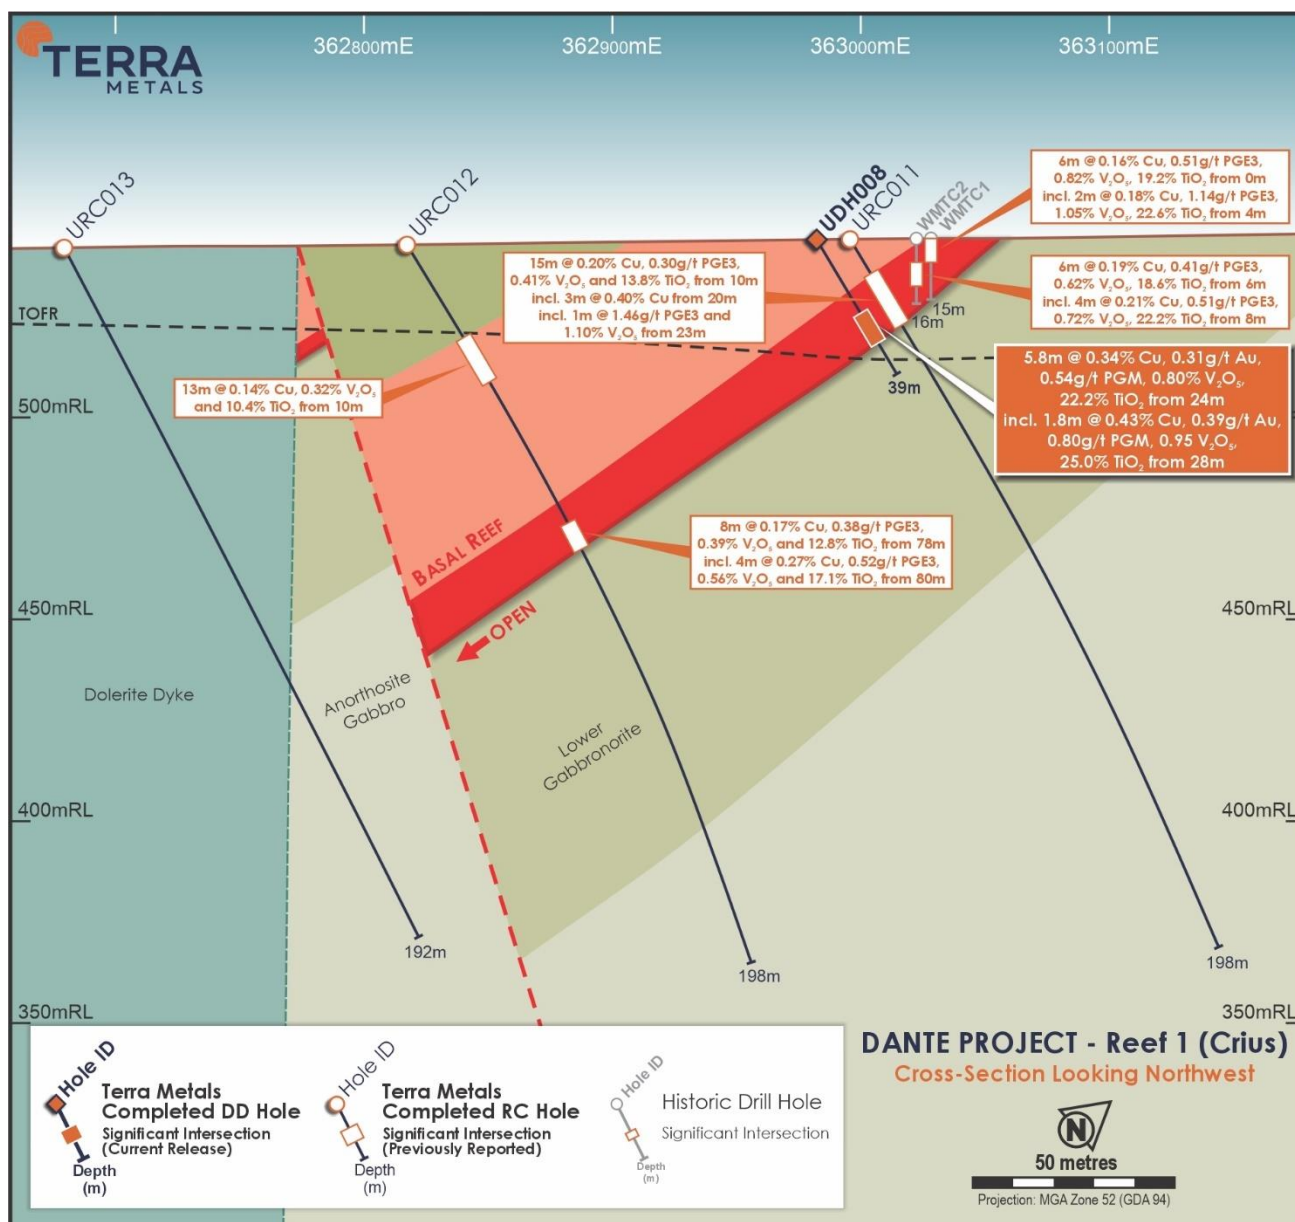 TERRA
METALS
362800mE
362900mE
363000mE
363100mE
URC013
URC012
UDH008
URC011
WMTC2
WMTC1
6m @ 0.16% Cu, 0.51g/t PGE3,
0.82% V₂O₅, 19.2% TiO₂ from 0m
incl. 2m @ 0.18% Cu, 1.14g/t PGE3,
1.05% V₂O₅, 22.6% TiO₂ from 4m
15m @ 0.20% Cu, 0.30g/t PGE3,
0.41% V₂O₅ and 13.8% TiO₂ from 10m
incl. 3m @ 0.40% Cu from 20m
incl. 1m @ 1.46g/t PGE3 and
1.10% V₂O₅ from 23m
6m @ 0.19% Cu, 0.41g/t PGE3,
0.62% V₂O₅, 18.6% TiO₂ from 6m
incl. 4m @ 0.21% Cu, 0.51g/t PGE3,
0.72% V₂O₅, 22.2% TiO₂ from 8m
TOFR
15m
16m
39m
5.8m @ 0.34% Cu, 0.31g/t Au,
0.54g/t PGM, 0.80% V₂O₅,
22.2% TiO₂ from 24m
incl. 1.8m @ 0.43% Cu, 0.39g/t Au,
0.80g/t PGM, 0.95 V₂O₅,
25.0% TiO₂ from 28m
13m @ 0.14% Cu, 0.32% V₂O₅
and 10.4% TiO₂ from 10m
500mRL
8m @ 0.17% Cu, 0.38g/t PGE3,
0.39% V₂O₅ and 12.8% TiO₂ from 78m
incl. 4m @ 0.27% Cu, 0.52g/t PGE3,
0.56% V₂O₅ and 17.1% TiO₂ from 80m
BASAL REEF
OPEN
450mRL
450mRL
Dolerite Dyke
Anorthosite
Gabbro
Lower
Gabbronorite
400mRL
400mRL
192m
198m
198m
350mRL
350mRL
Hole ID
Terra Metals
Completed DD Hole
Significant Intersection
(Current Release)
Depth
(m)
Hole ID
Terra Metals
Completed RC Hole
Significant Intersection
(Previously Reported)
Depth
(m)
Hole ID
Historic Drill Hole
Significant Intersection
Depth
(m)
DANTE PROJECT - Reef 1 (Crius)
Cross-Section Looking Northwest
N
50 metres
Projection: MGA Zone 52 (GDA 94)